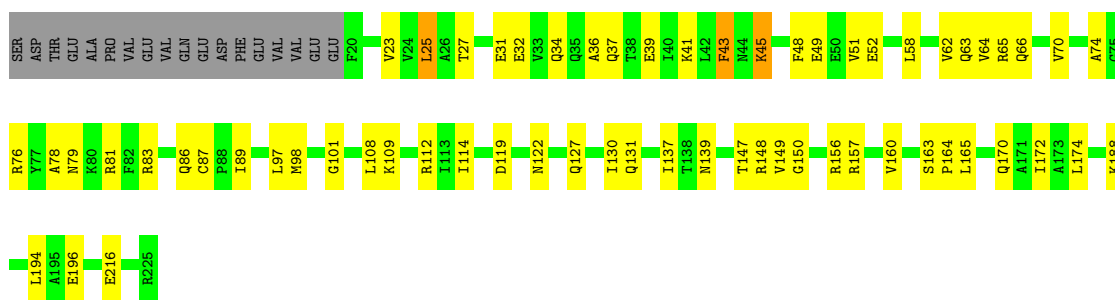 SER ASP THR GLU ALA PRO VAL GLU VAL VAL GLN GLU ASP PHE GLU VAL VAL GLU GLU F20 V23 V24 L25 A26 T27 E31 E32 V33 Q34 Q35 A36 Q37 T38 E39 I40 K41 L42 F43 N44 K45 F48 E49 E50 V51 E52 L58 V62 Q63 V64 R65 Q66 V70 A74 G75
R76 Y77 A78 N79 K80 R81 F82 R83 Q86 C87 P88 I89 L97 M98 G101 L108 K109 R112 I113 I114 D119 N122 Q127 I130 Q131 I137 T138 N139 T147 R148 V149 G150 R156 R157 V160 S163 P164 L165 Q170 A171 I172 A173 L174 K188
L194 A195 E196 E216 R225